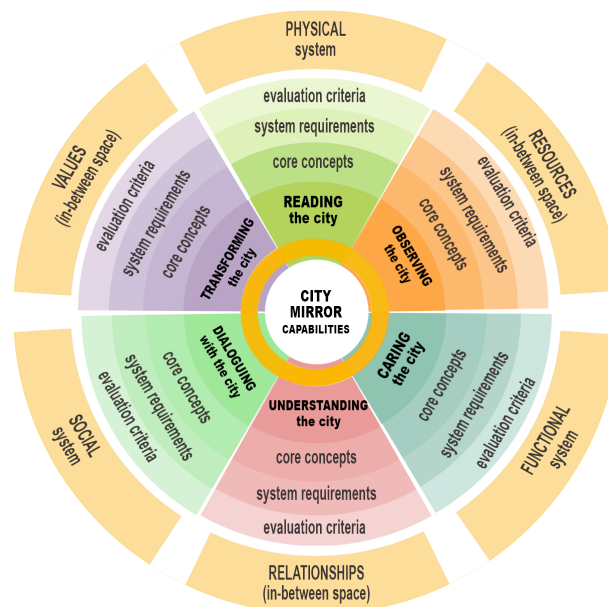 PHYSICAL
system
evaluation criteria
system requirements
core concepts
READING
the city
RESOURCES
(in-between space)
evaluation criteria
system requirements
core concepts
OBSERVING
the city
FUNCTIONAL
system
evaluation criteria
system requirements
core concepts
CARING
the city
UNDERSTANDING
the city
core concepts
system requirements
evaluation criteria
RELATIONSHIPS
(in-between space)
DIALOGUING
with the city
core concepts
system requirements
evaluation criteria
SOCIAL
system
VALUES
(in-between space)
evaluation criteria
system requirements
core concepts
TRANSFORMING
the city
CITY
MIRROR
CAPABILITIES